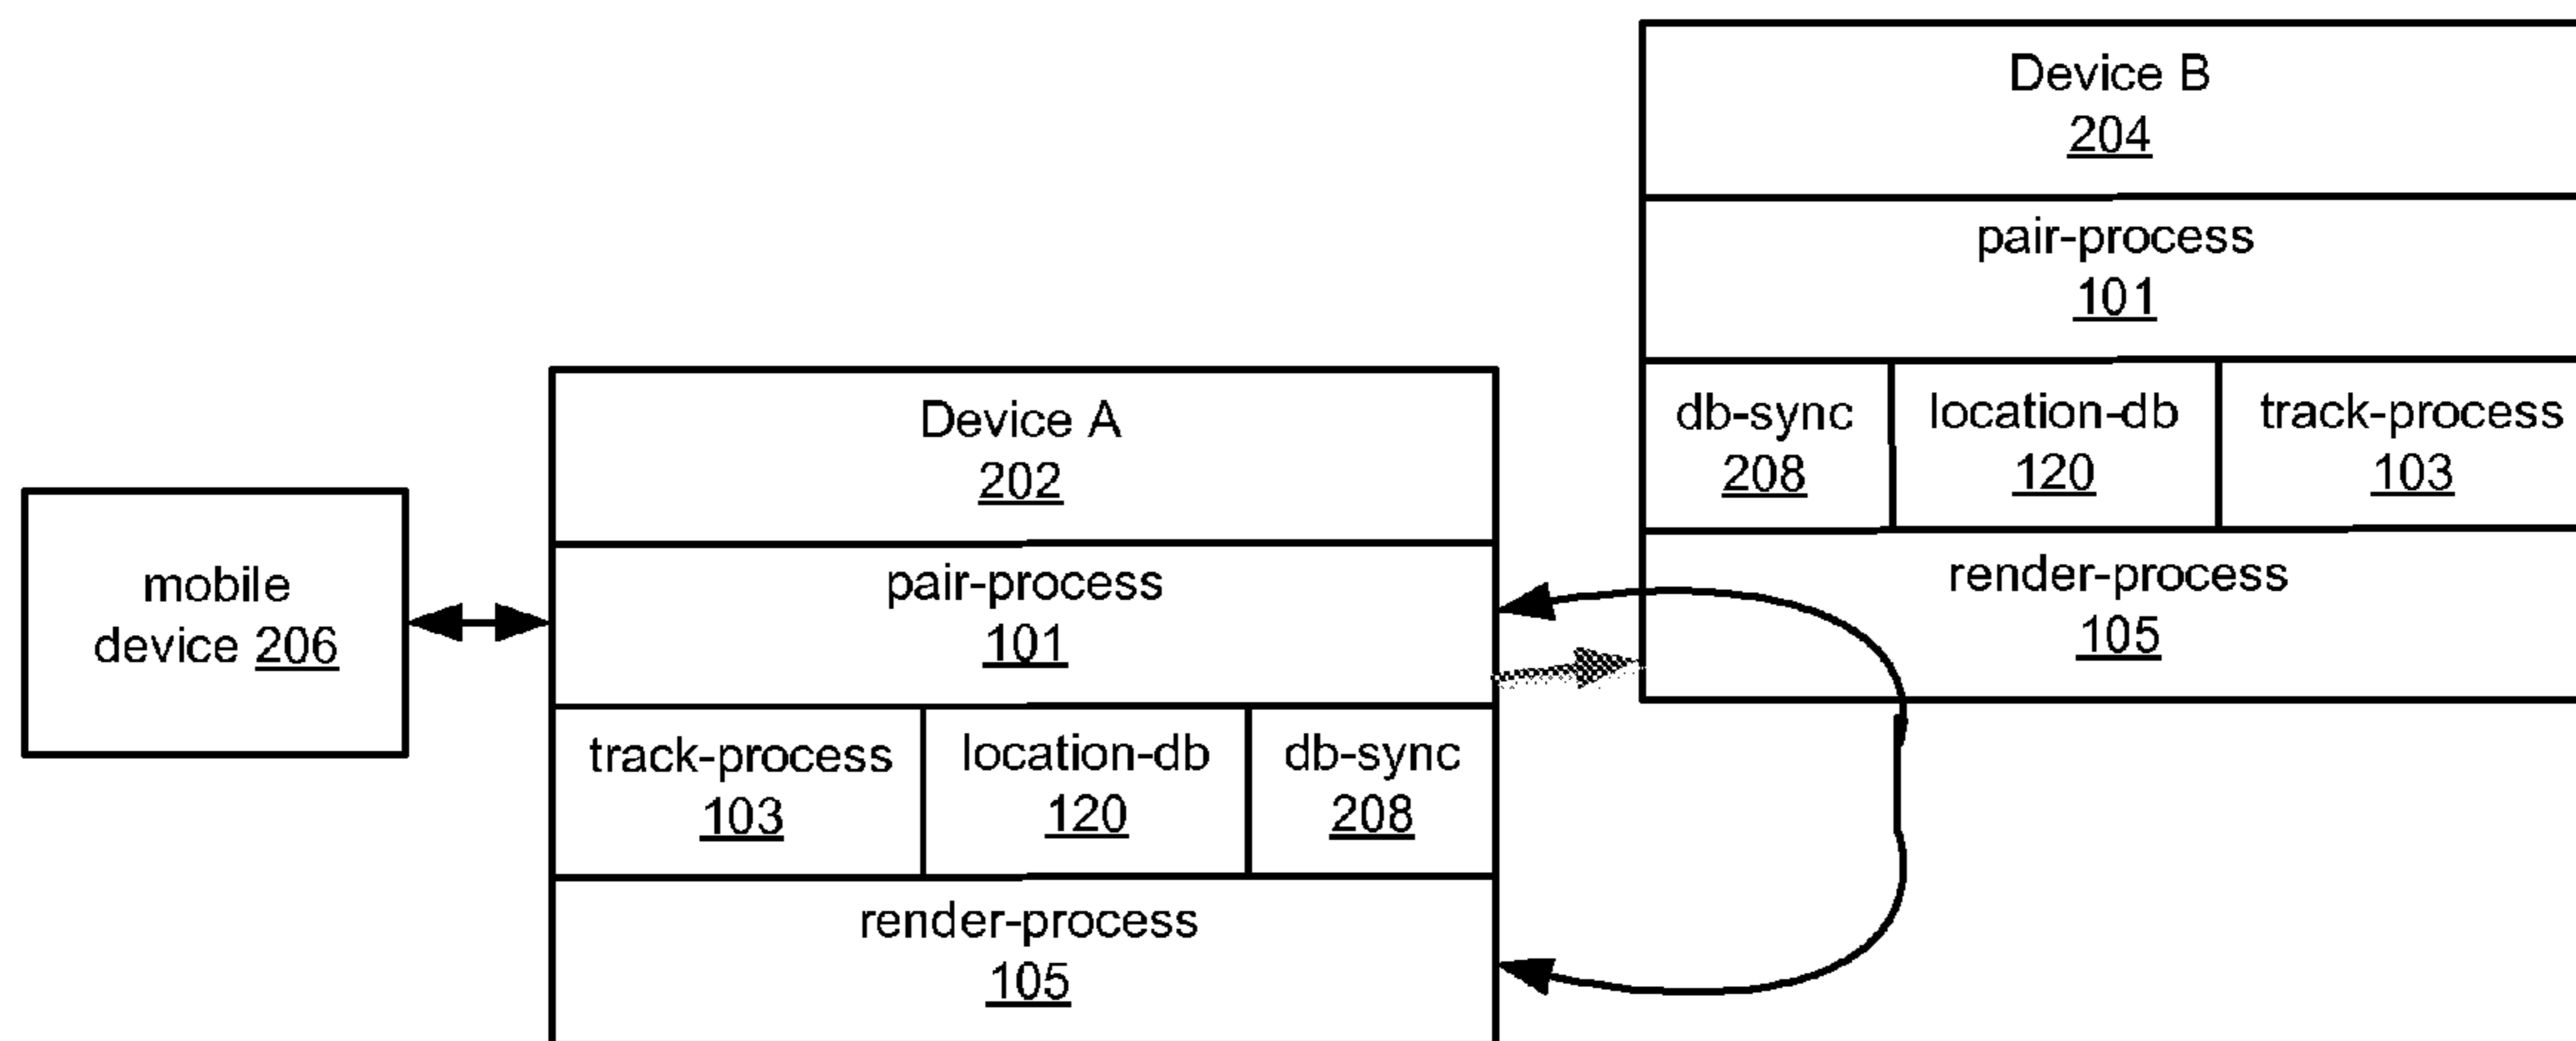 Device B
204
pair-process
101
db-sync
208
location-db
120
track-process
103
render-process
105
Device A
202
pair-process
101
track-process
103
location-db
120
db-sync
208
render-process
105
mobile
device 206